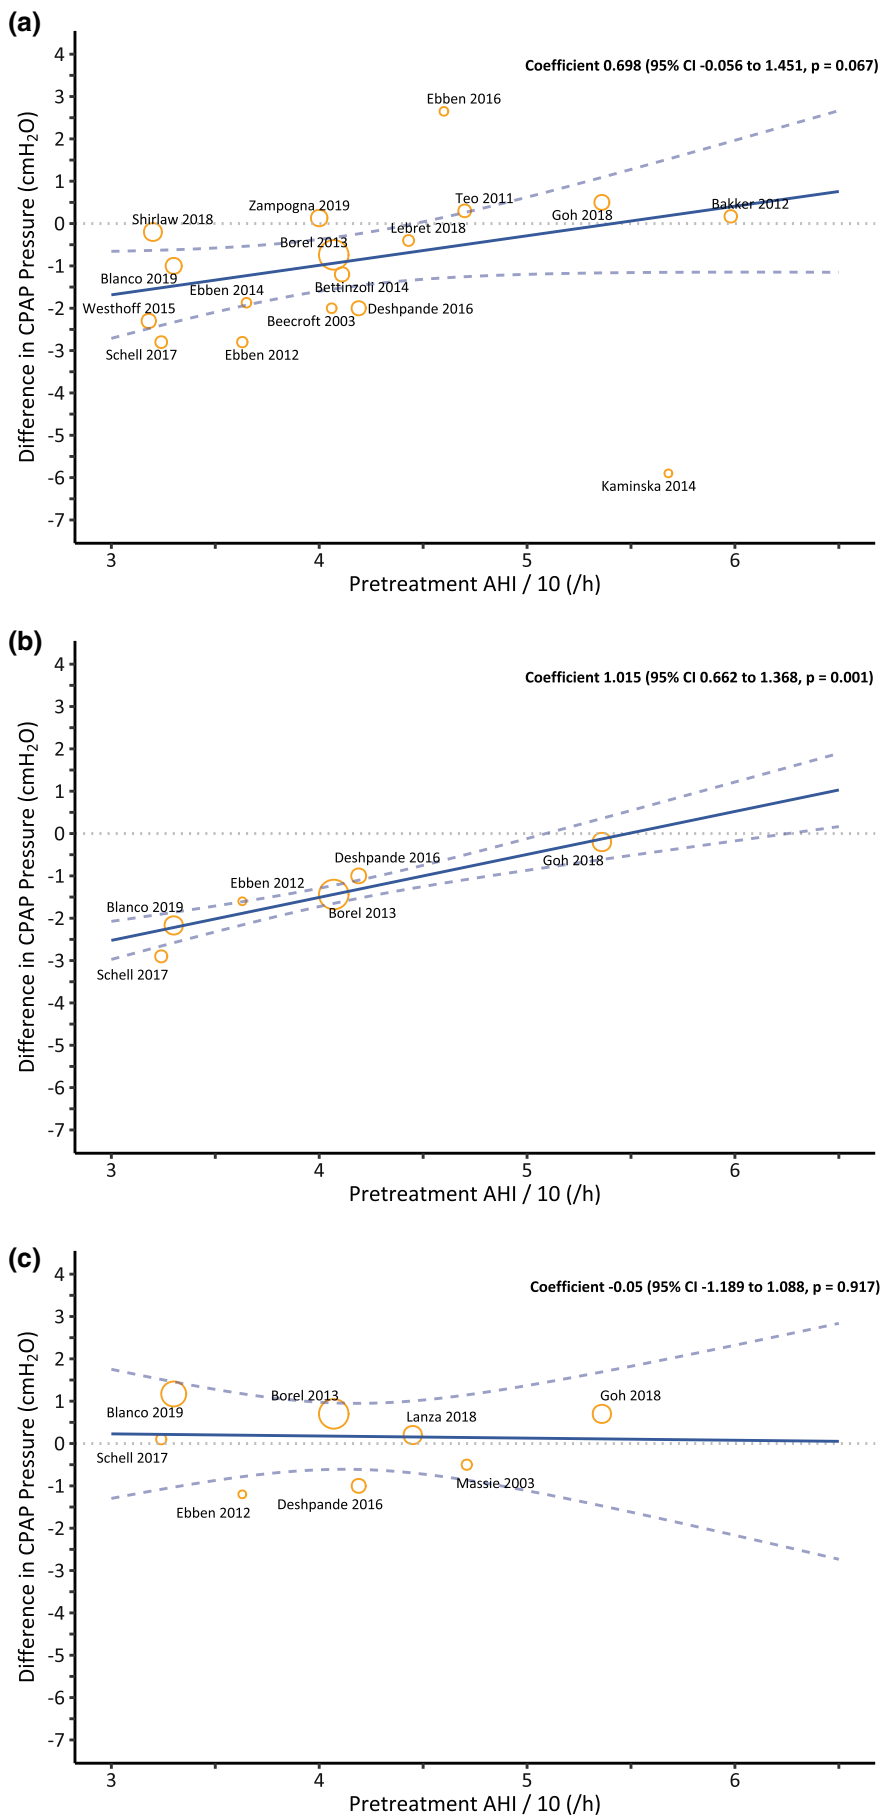 (a)
Coefficient 0.698 (95% CI -0.056 to 1.451, p = 0.067)
Difference in CPAP Pressure (cmH₂O)
4
3
2
1
0
-1
-2
-3
-4
-5
-6
-7
Ebben 2016
Teo 2011
Zampogna 2019
Bakker 2012
Shirlaw 2018
Goh 2018
Lebret 2018
Borel 2013
Blanco 2019
Bettinzoli 2014
Ebben 2014
Westhoff 2015
Deshpande 2016
Beecroft 2003
Schell 2017
Ebben 2012
Kaminska 2014
3 4 5 6
Pretreatment AHI / 10 (/h)
(b)
Coefficient 1.015 (95% CI 0.662 to 1.368, p = 0.001)
Difference in CPAP Pressure (cmH₂O)
4
3
2
1
0
-1
-2
-3
-4
-5
-6
-7
Deshpande 2016
Goh 2018
Ebben 2012
Blanco 2019
Borel 2013
Schell 2017
3 4 5 6
Pretreatment AHI / 10 (/h)
(c)
Coefficient -0.05 (95% CI -1.189 to 1.088, p = 0.917)
Difference in CPAP Pressure (cmH₂O)
4
3
2
1
0
-1
-2
-3
-4
-5
-6
-7
Borel 2013
Goh 2018
Blanco 2019
Lanza 2018
Schell 2017
Massie 2003
Deshpande 2016
Ebben 2012
3 4 5 6
Pretreatment AHI / 10 (/h)